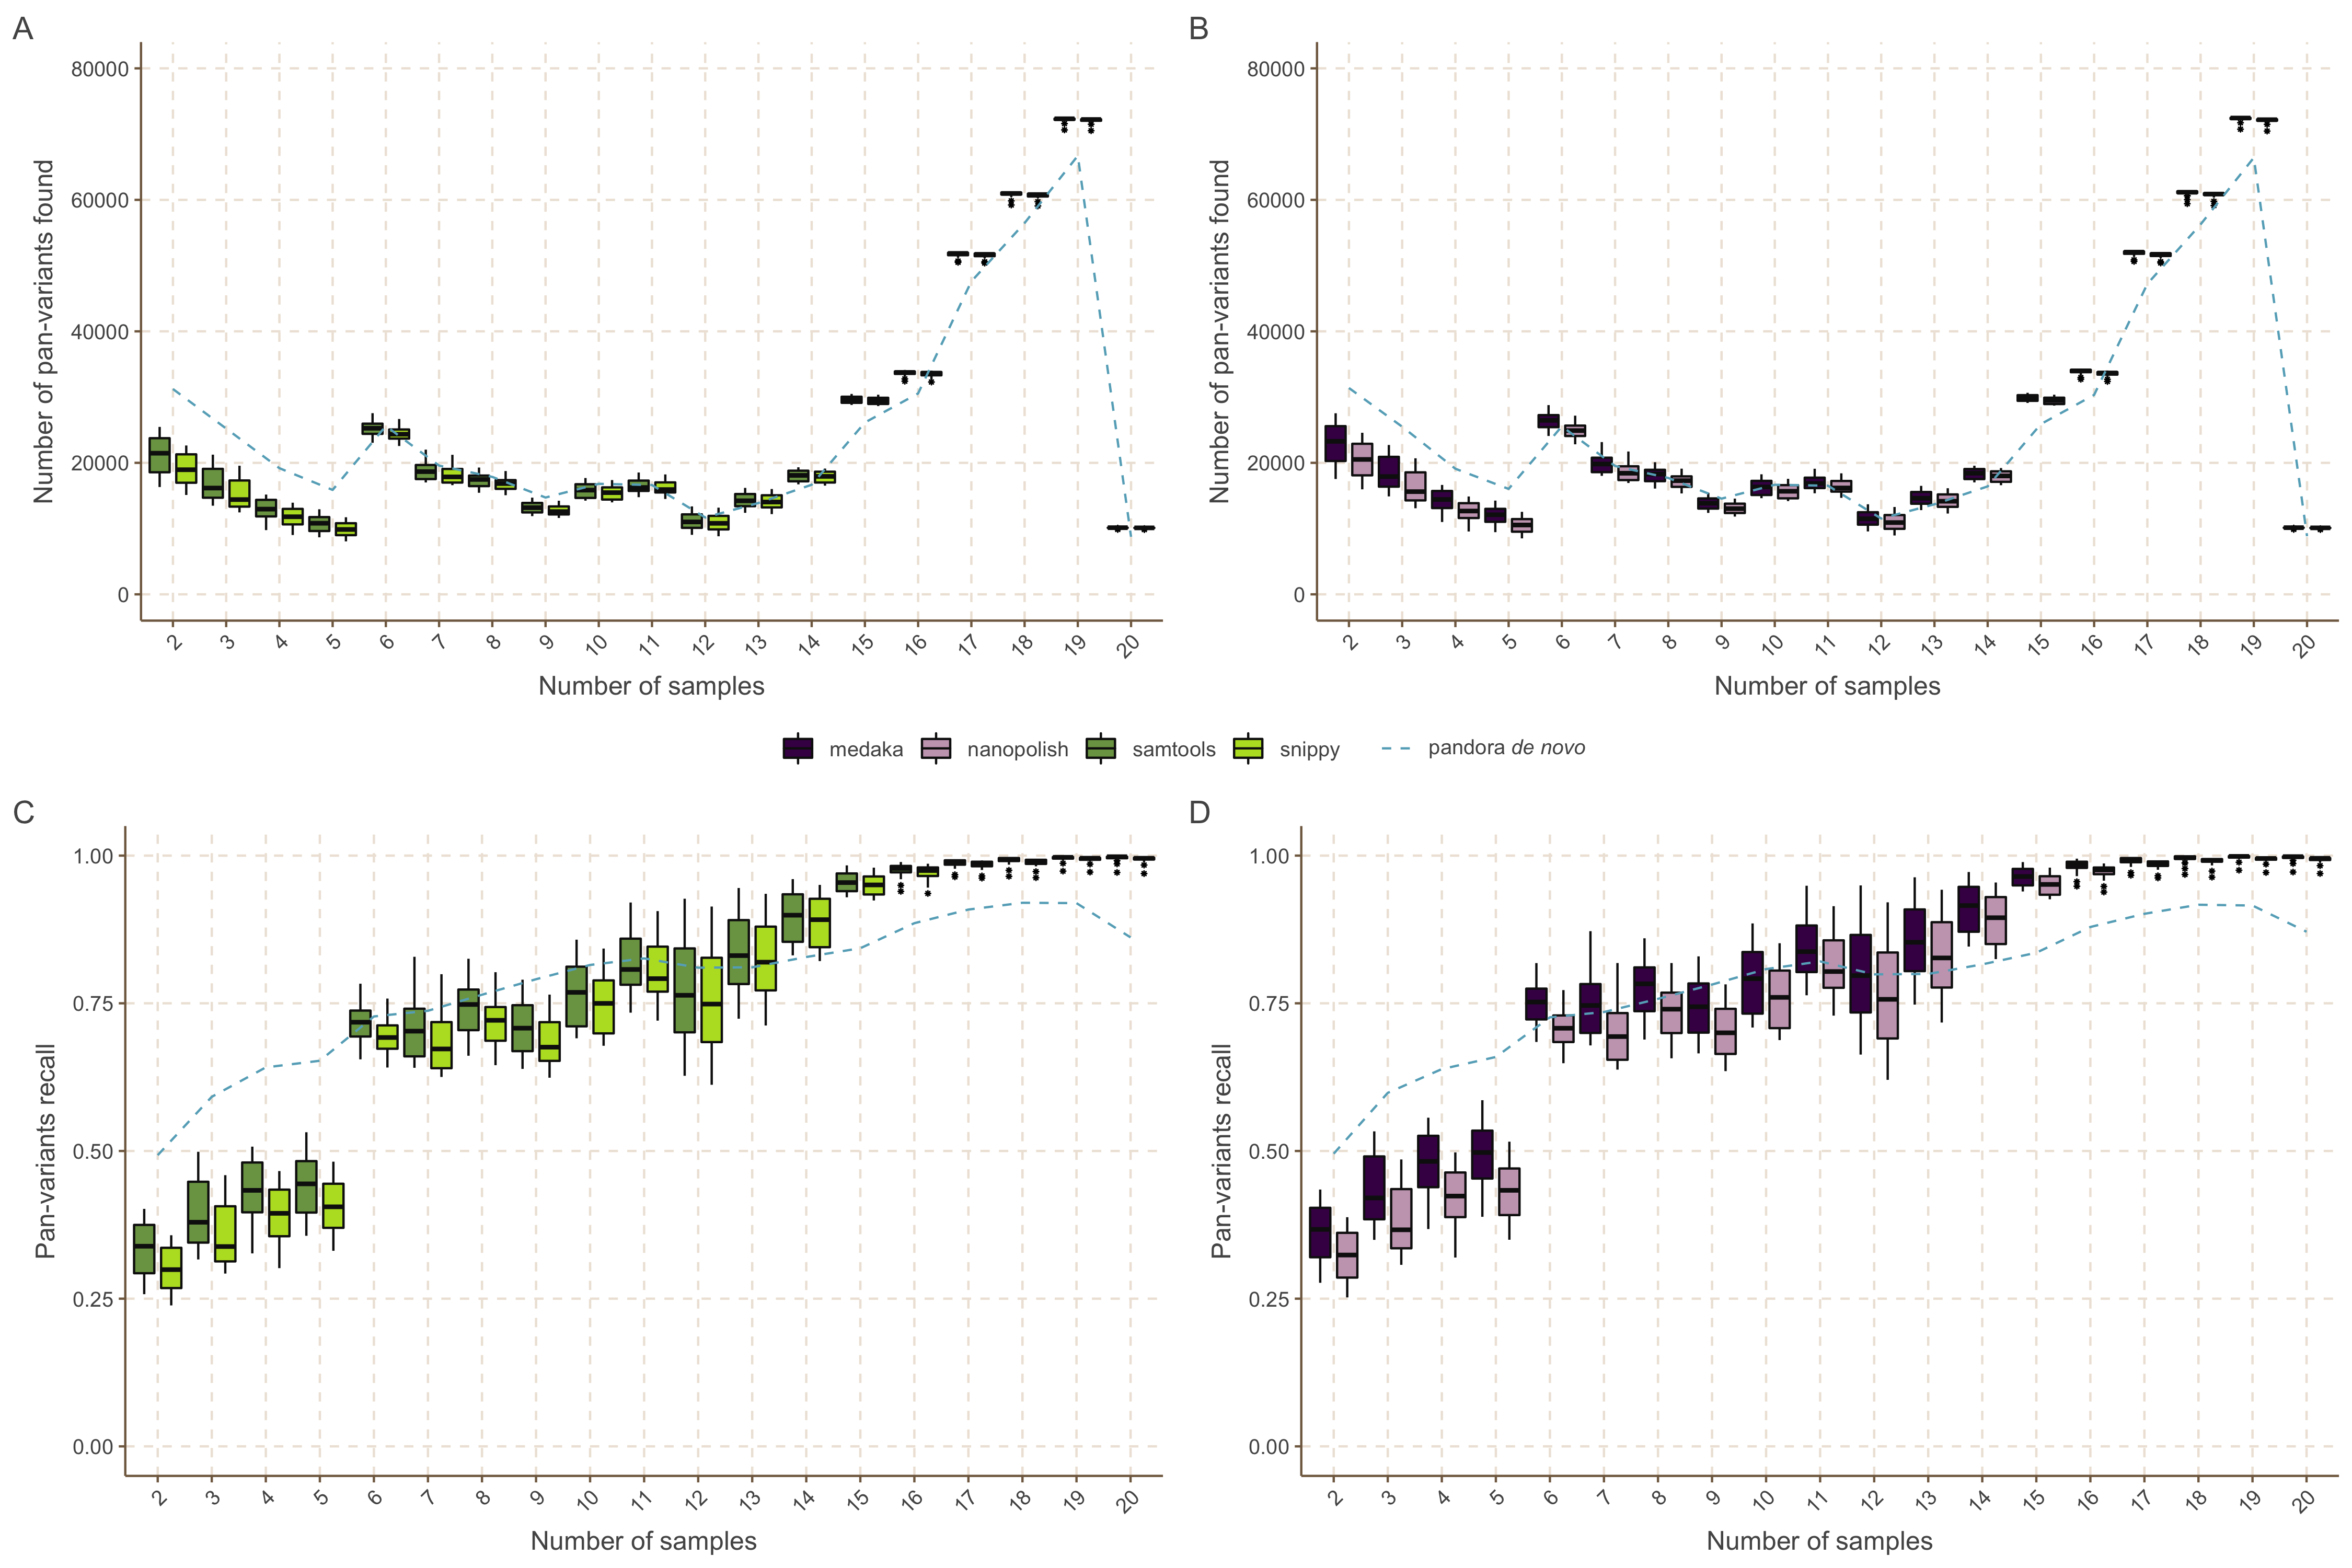 A
Number of pan-variants found
80000
60000
40000
20000
0
2 3 4 5 6 7 8 9 10 11 12 13 14 15 16 17 18 19 20
Number of samples
B
Number of pan-variants found
80000
60000
40000
20000
0
2 3 4 5 6 7 8 9 10 11 12 13 14 15 16 17 18 19 20
Number of samples
medaka nanopolish samtools snippy pandora de novo
C
Pan-variants recall
1.00
0.75
0.50
0.25
0.00
2 3 4 5 6 7 8 9 10 11 12 13 14 15 16 17 18 19 20
Number of samples
D
Pan-variants recall
1.00
0.75
0.50
0.25
0.00
2 3 4 5 6 7 8 9 10 11 12 13 14 15 16 17 18 19 20
Number of samples